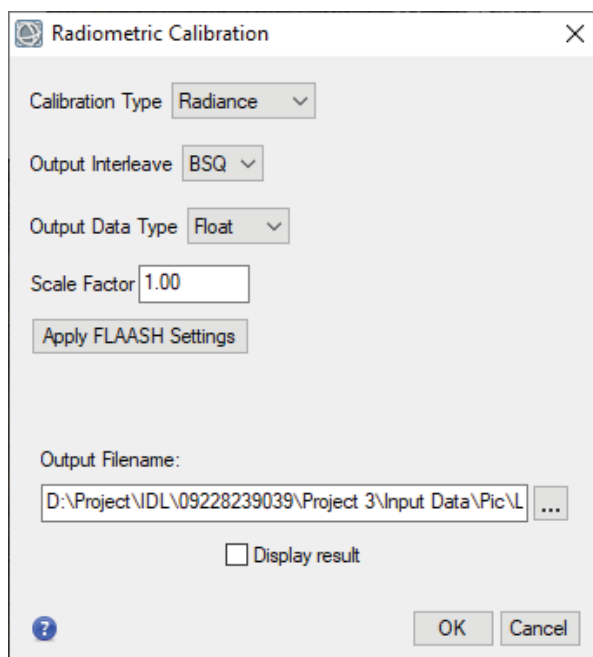 Radiometric Calibration
Calibration Type Radiance
Output Interleave BSQ
Output Data Type Float
Scale Factor 1.00
Apply FLAASH Settings
Output Filename:
D:\Project\IDL\09228239039\Project 3\Input Data\Pic\L ...
Display result
? OK Cancel